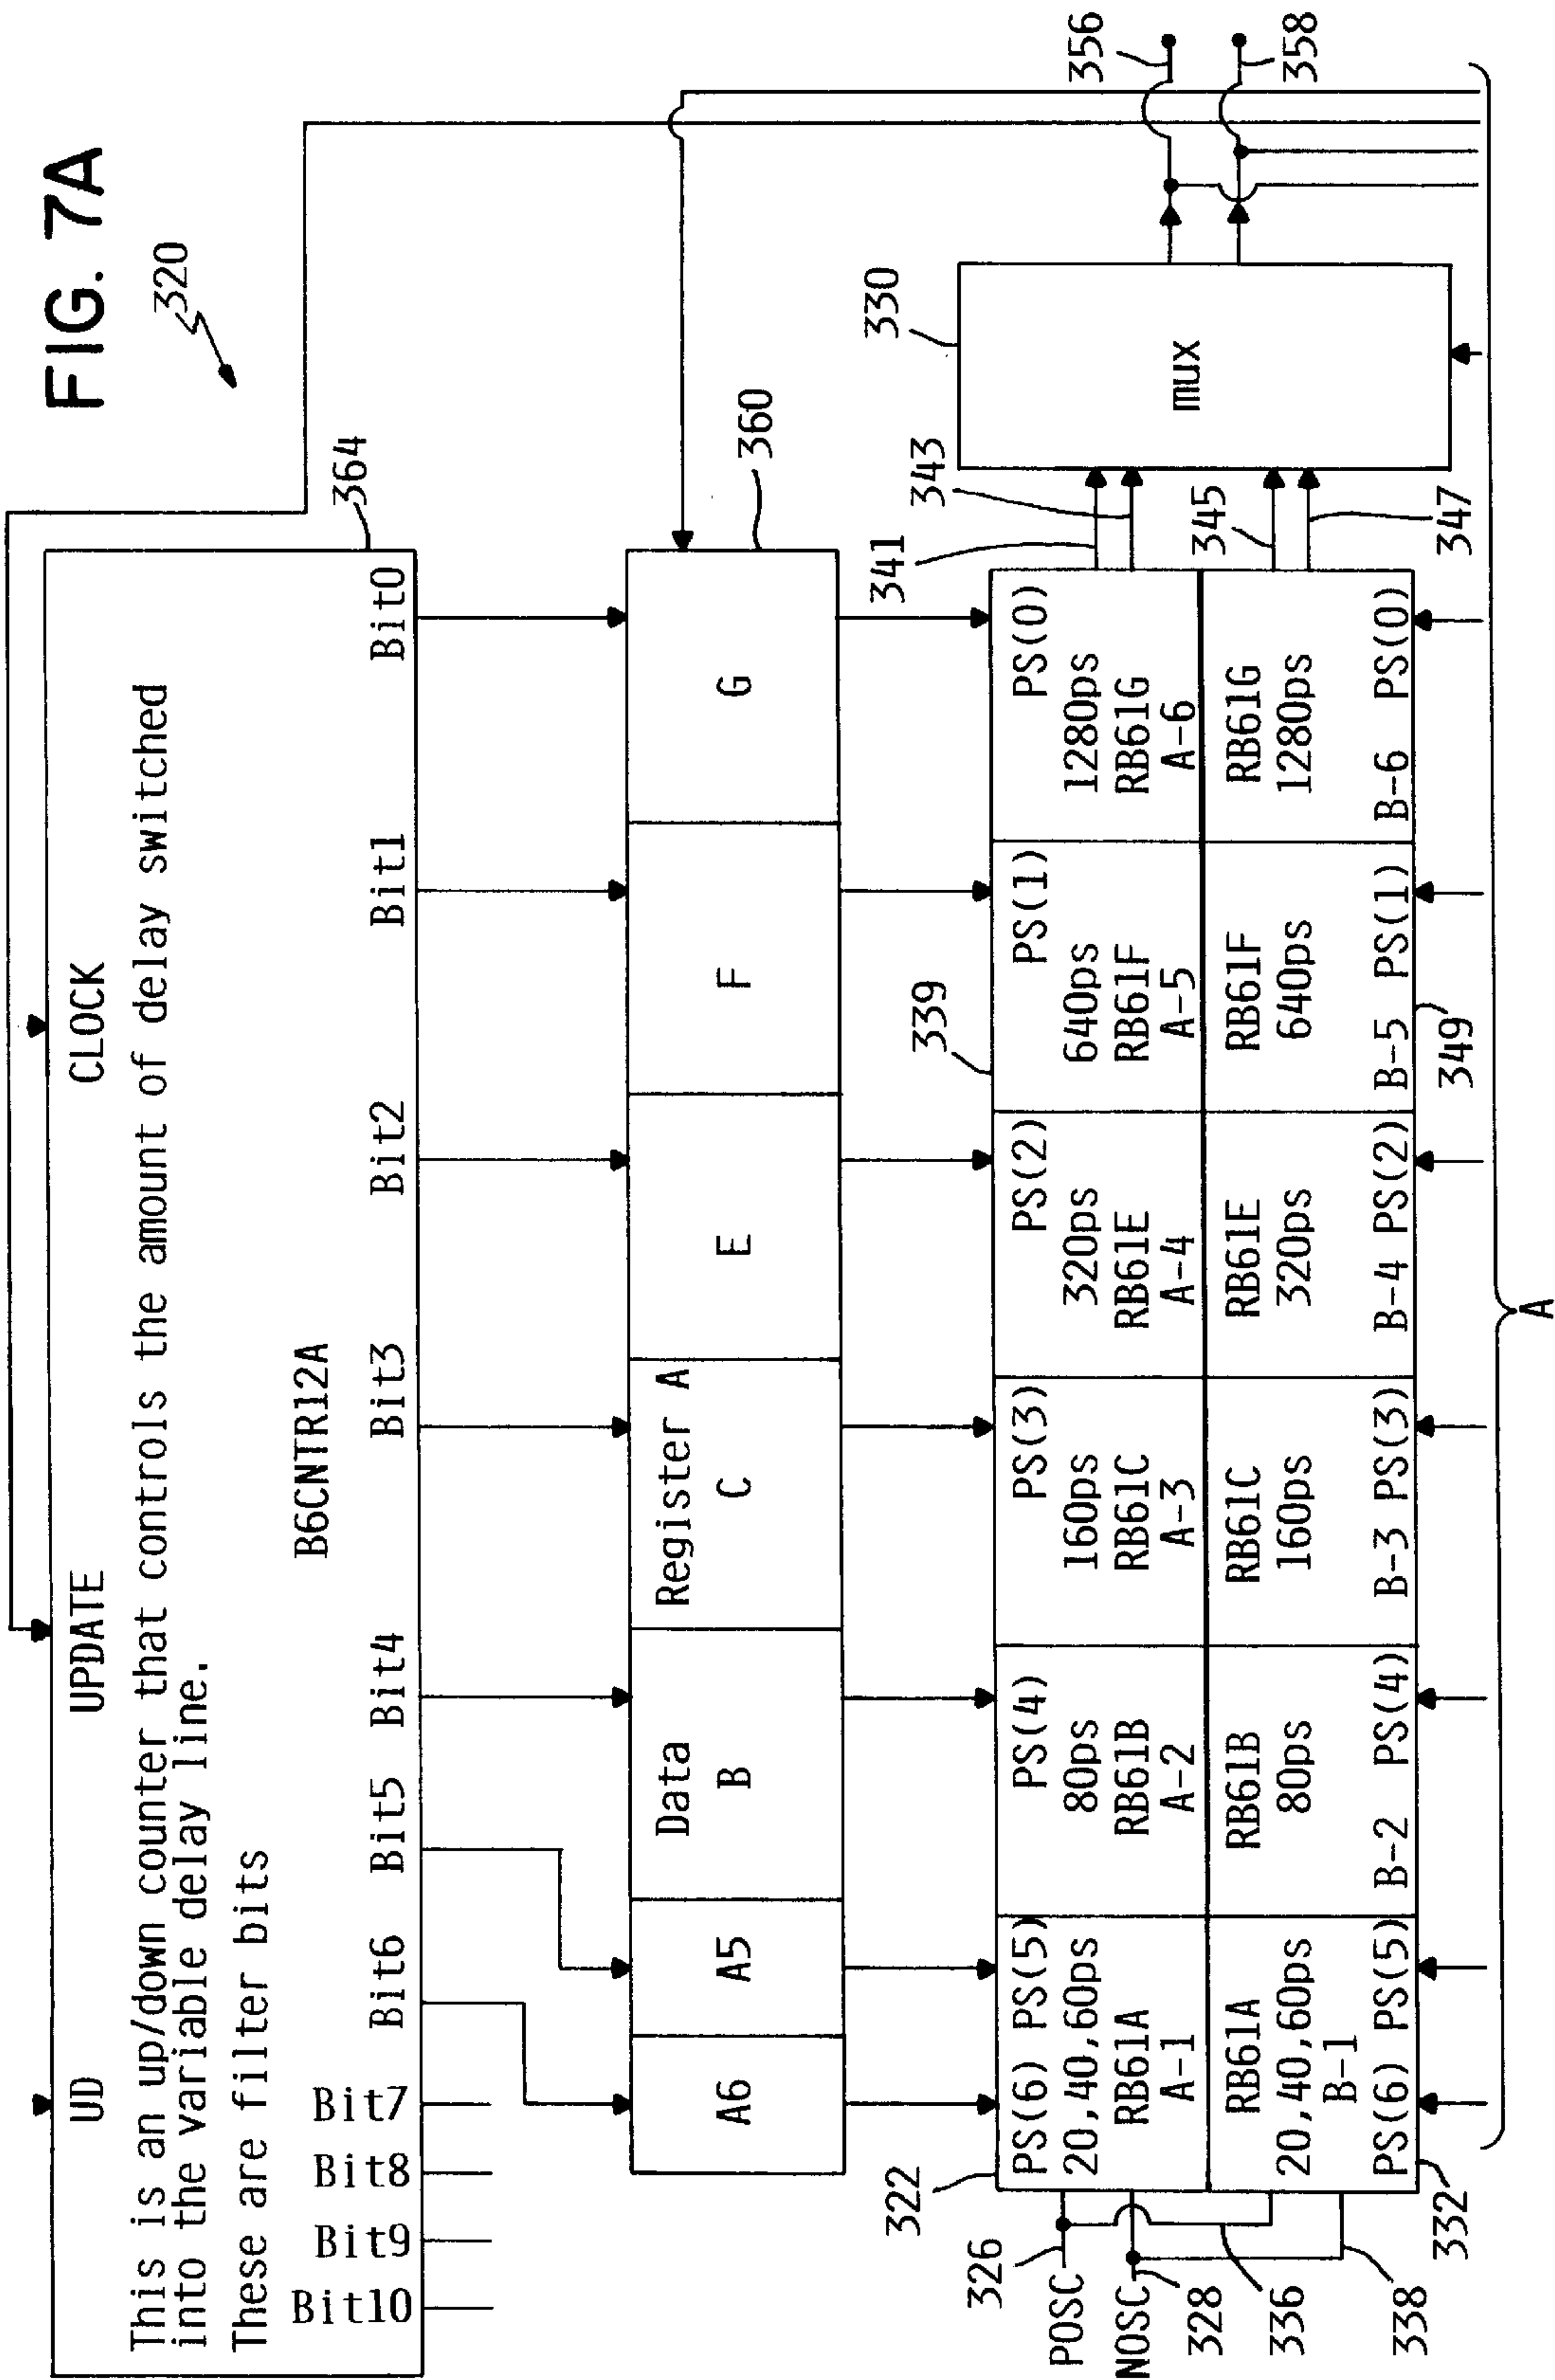 FIG. 7A
320
UD UPDATE CLOCK
This is an up/down counter that controls the amount of delay switched
into the variable delay line.
These are filter bits
B6CNTR12A
364
Bit10 Bit9 Bit8 Bit7 Bit6 Bit5 Bit4 Bit3 Bit2 Bit1 Bit0
Data Register A
A6 A5 B C E F G
360
322
339
341
343
330
326
POSC
NOSC
328
336
338
332
PS(6) PS(5) PS(4) PS(3) PS(2) PS(1) PS(0)
20,40,60ps 80ps 160ps 320ps 640ps 1280ps
RB61A RB61B RB61C RB61E RB61F RB61G
A-1 A-2 A-3 A-4 A-5 A-6
RB61A RB61B RB61C RB61E RB61F RB61G
20,40,60ps 80ps 160ps 320ps 640ps 1280ps
B-1
PS(6) PS(5) B-2 PS(4) B-3 PS(3) B-4 PS(2) B-5 PS(1) B-6 PS(0)
349
345
347
mux
356
358
A